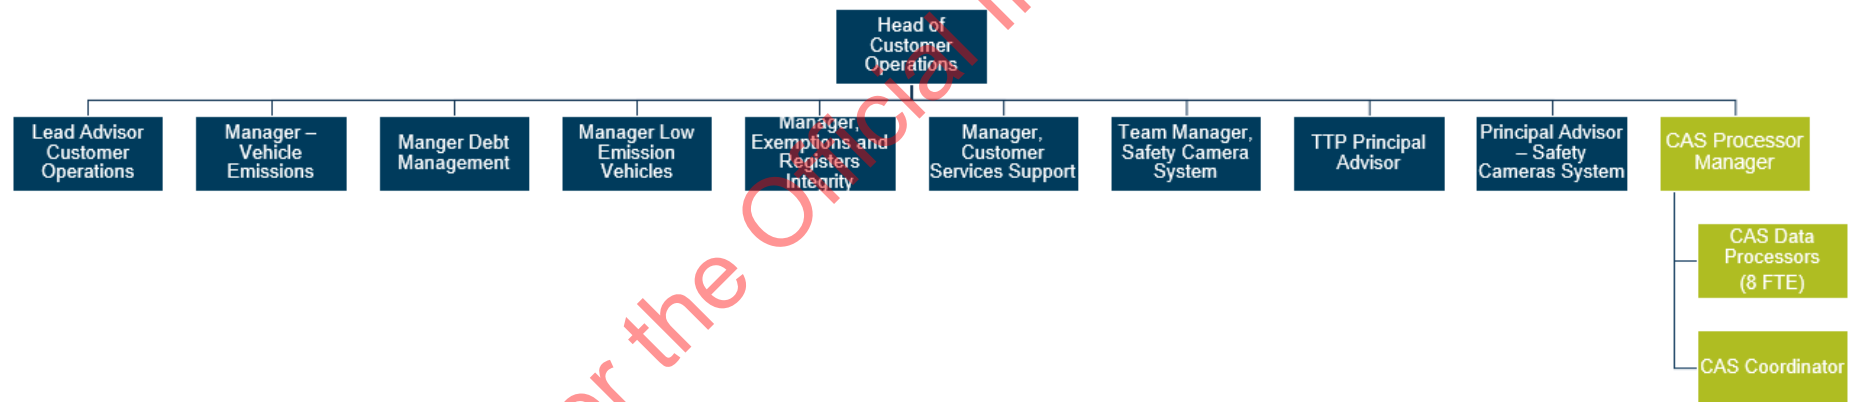 Head of
Customer
Operations
Lead Advisor
Customer
Operations
Manager –
Vehicle
Emissions
Manger Debt
Management
Manager Low
Emission
Vehicles
Manager,
Exemptions and
Registers
Integrity
Manager,
Customer
Services Support
Team Manager,
Safety Camera
System
TTP Principal
Advisor
Principal Advisor
– Safety
Cameras System
CAS Processor
Manager
CAS Data
Processors
(8 FTE)
CAS Coordinator
the Official